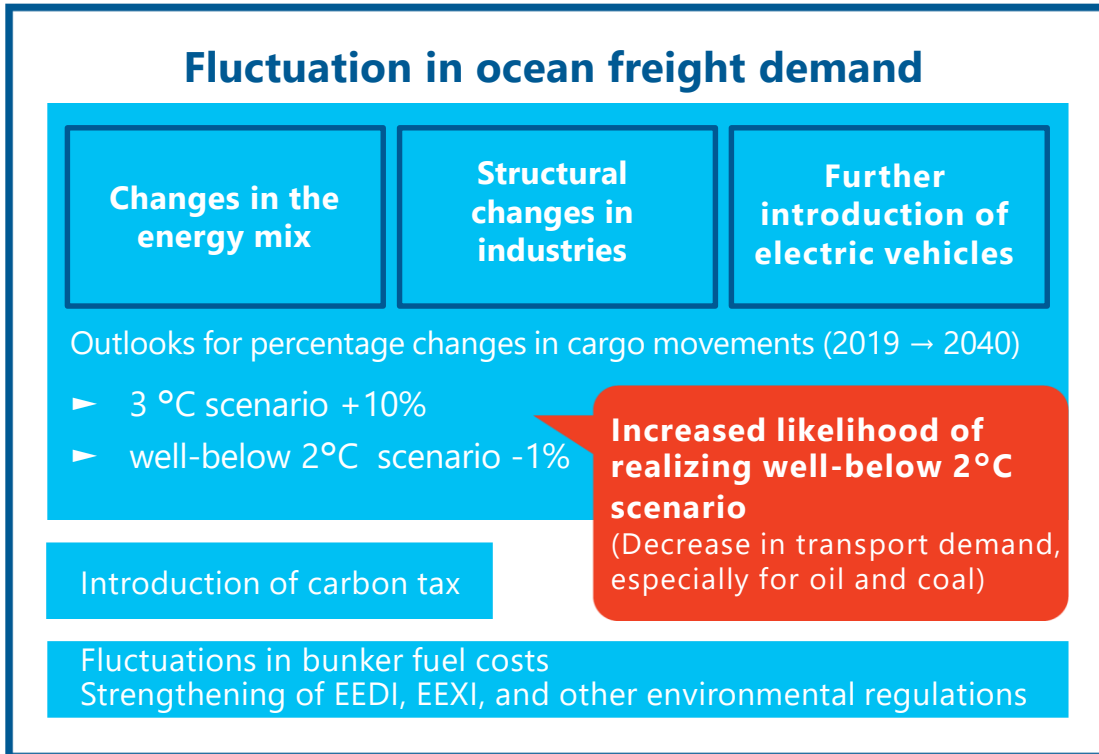 Fluctuation in ocean freight demand
Changes in the
energy mix
Structural
changes in
industries
Further
introduction of
electric vehicles
Outlooks for percentage changes in cargo movements (2019 → 2040)
► 3 °C scenario +10%
► well-below 2°C scenario -1%
Increased likelihood of
realizing well-below 2°C
scenario
(Decrease in transport demand,
especially for oil and coal)
Introduction of carbon tax
Fluctuations in bunker fuel costs
Strengthening of EEDI, EEXI, and other environmental regulations